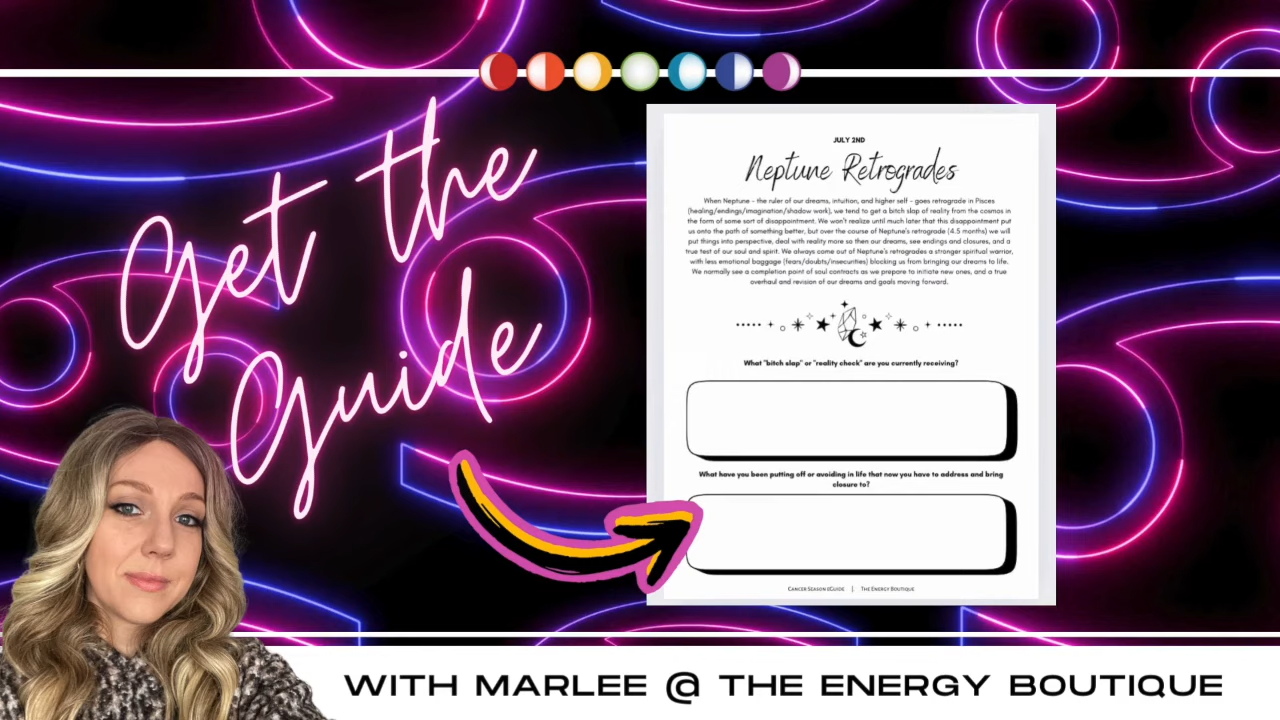 Get the
Guide
JULY 2ND
Neptune Retrogrades
When Neptune - the ruler of our dreams, intuition, and higher self - goes retrograde in Pisces
(healing/endings/imagination/shadow work), we tend to get a bitch slap of reality from the cosmos in
the form of some sort of disappointment. We won't realize until much later that this disappointment put
us onto the path of something better, but over the course of Neptune's retrograde (4.5 months) we will
put things into perspective, deal with reality more so then our dreams, see endings and closures, and a
true test of our soul and spirit. We always come out of Neptune's retrogrades a stronger spiritual warrior,
with less emotional baggage (fears/doubts/insecurities) blocking us from bringing our dreams to life.
We normally see a completion point of soul contracts as we prepare to initiate new ones, and a true
overhaul and revision of our dreams and goals moving forward.
What "bitch slap" or "reality check" are you currently receiving?
What have you been putting off or avoiding in life that now you have to address and bring
closure to?
CANCER SEASON EGUIDE | THE ENERGY BOUTIQUE
WITH MARLEE @ THE ENERGY BOUTIQUE